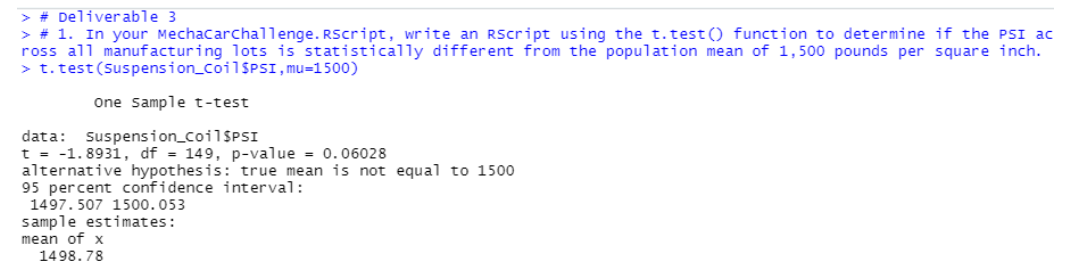 > # Deliverable 3
> # 1. In your MechaCarChallenge.RScript, write an RScript using the t.test() function to determine if the PSI ac
ross all manufacturing lots is statistically different from the population mean of 1,500 pounds per square inch.
> t.test(Suspension_Coil$PSI,mu=1500)
One Sample t-test
data:  Suspension_Coil$PSI
t = -1.8931, df = 149, p-value = 0.06028
alternative hypothesis: true mean is not equal to 1500
95 percent confidence interval:
1497.507 1500.053
sample estimates:
mean of x
1498.78